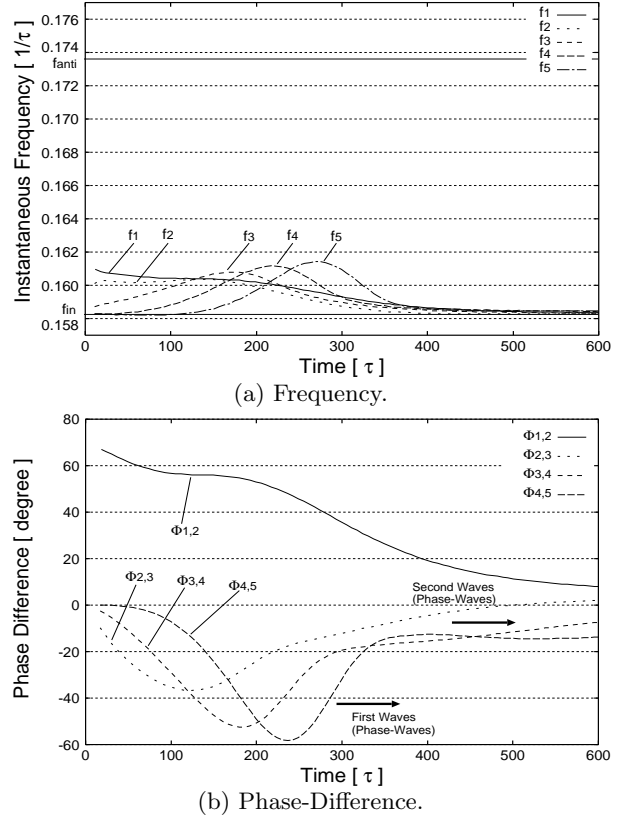 0.176
0.174
fanti
0.172
0.170
0.168
0.166
0.164
0.162
0.160
fin
0.158
Instantaneous Frequency [ 1/τ ]
f1
f2
f3
f4
f5
f1
f2
f3
f4
f5
0 100 200 300 400 500 600
Time [ τ ]
(a) Frequency.
80
60
40
20
0
-20
-40
-60
Phase Difference [ degree ]
Φ1,2
Φ2,3
Φ3,4
Φ4,5
Φ1,2
Φ2,3
Φ3,4
Φ4,5
Second Waves
(Phase-Waves)
First Waves
(Phase-Waves)
0 100 200 300 400 500 600
Time [ τ ]
(b) Phase-Difference.